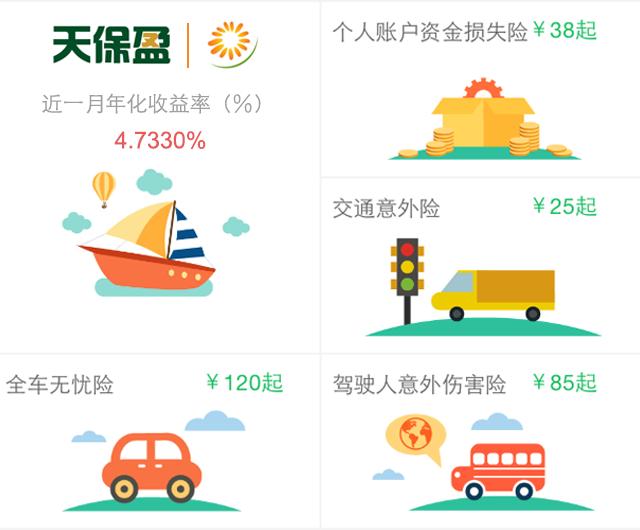 天保盈
近一月年化收益率（%）
4.7330%
个人账户资金损失险 ¥38起
交通意外险 ¥25起
全车无忧险 ¥120起
驾驶人意外伤害险 ¥85起